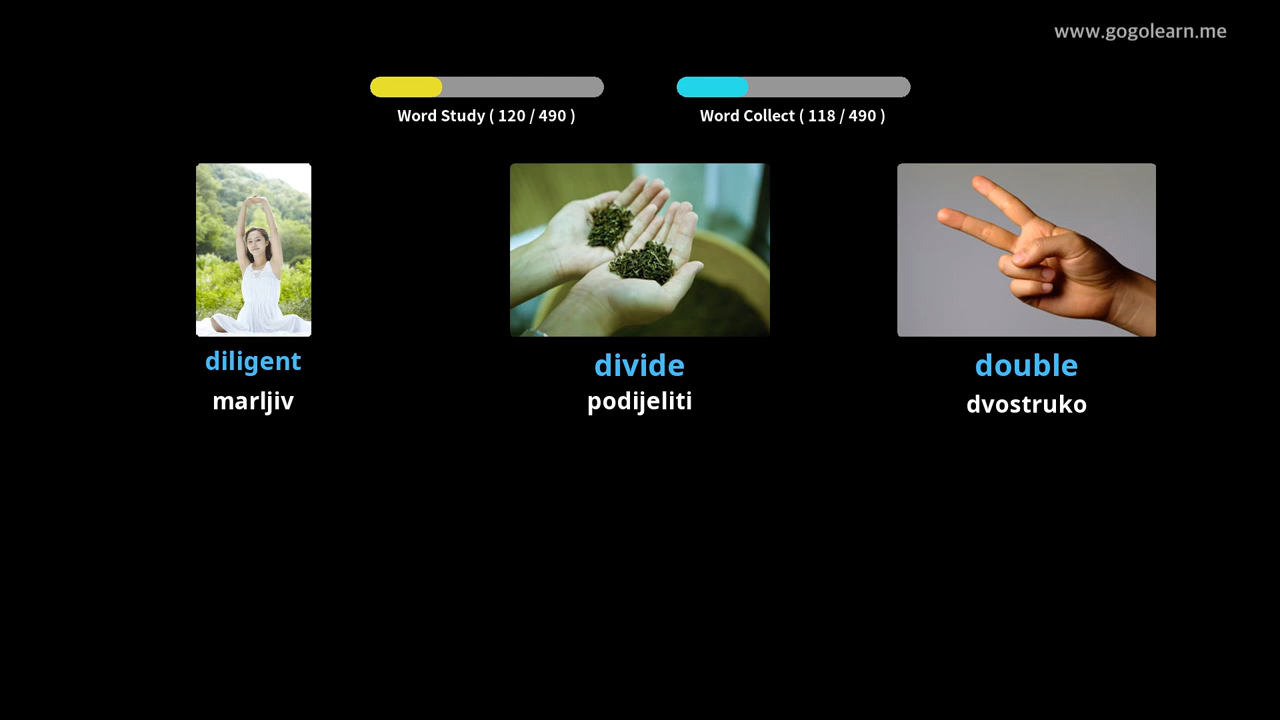 www.gogolearn.me
Word Study ( 120 / 490 )
Word Collect ( 118 / 490 )
diligent
divide
double
marljiv
podijeliti
dvostruko